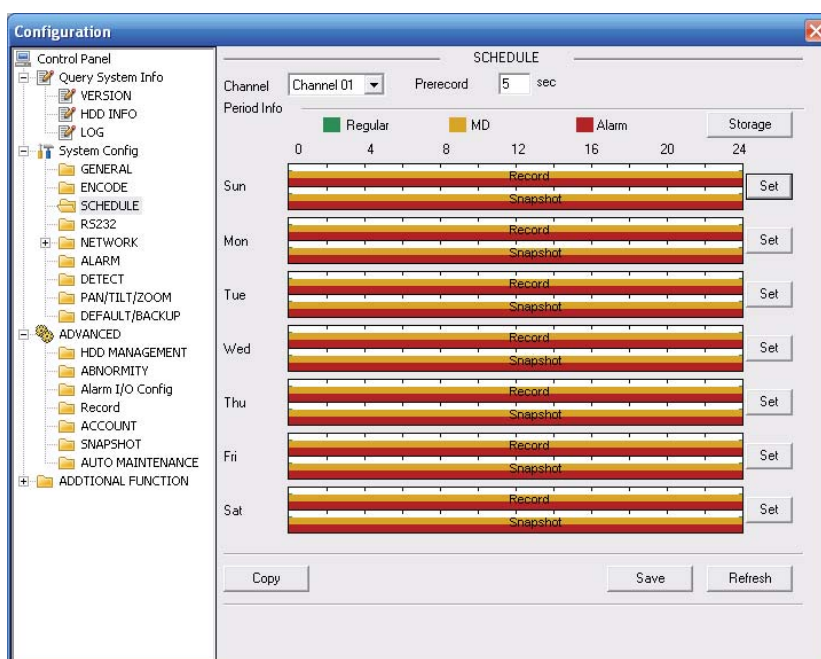 Configuration
Control Panel
Query System Info
VERSION
HDD INFO
LOG
System Config
GENERAL
ENCODE
SCHEDULE
RS232
NETWORK
ALARM
DETECT
PAN/TILT/ZOOM
DEFAULT/BACKUP
ADVANCED
HDD MANAGEMENT
ABNORMITY
Alarm I/O Config
Record
ACCOUNT
SNAPSHOT
AUTO MAINTENANCE
ADDTIONAL FUNCTION
SCHEDULE
Channel Channel 01 Prerecord 5 sec
Period Info
Regular MD Alarm Storage
0 4 8 12 16 20 24
Record
Sun Set
Snapshot
Record
Mon Set
Snapshot
Record
Tue Set
Snapshot
Record
Wed Set
Snapshot
Record
Thu Set
Snapshot
Record
Fri Set
Snapshot
Record
Sat Set
Snapshot
Copy Save Refresh